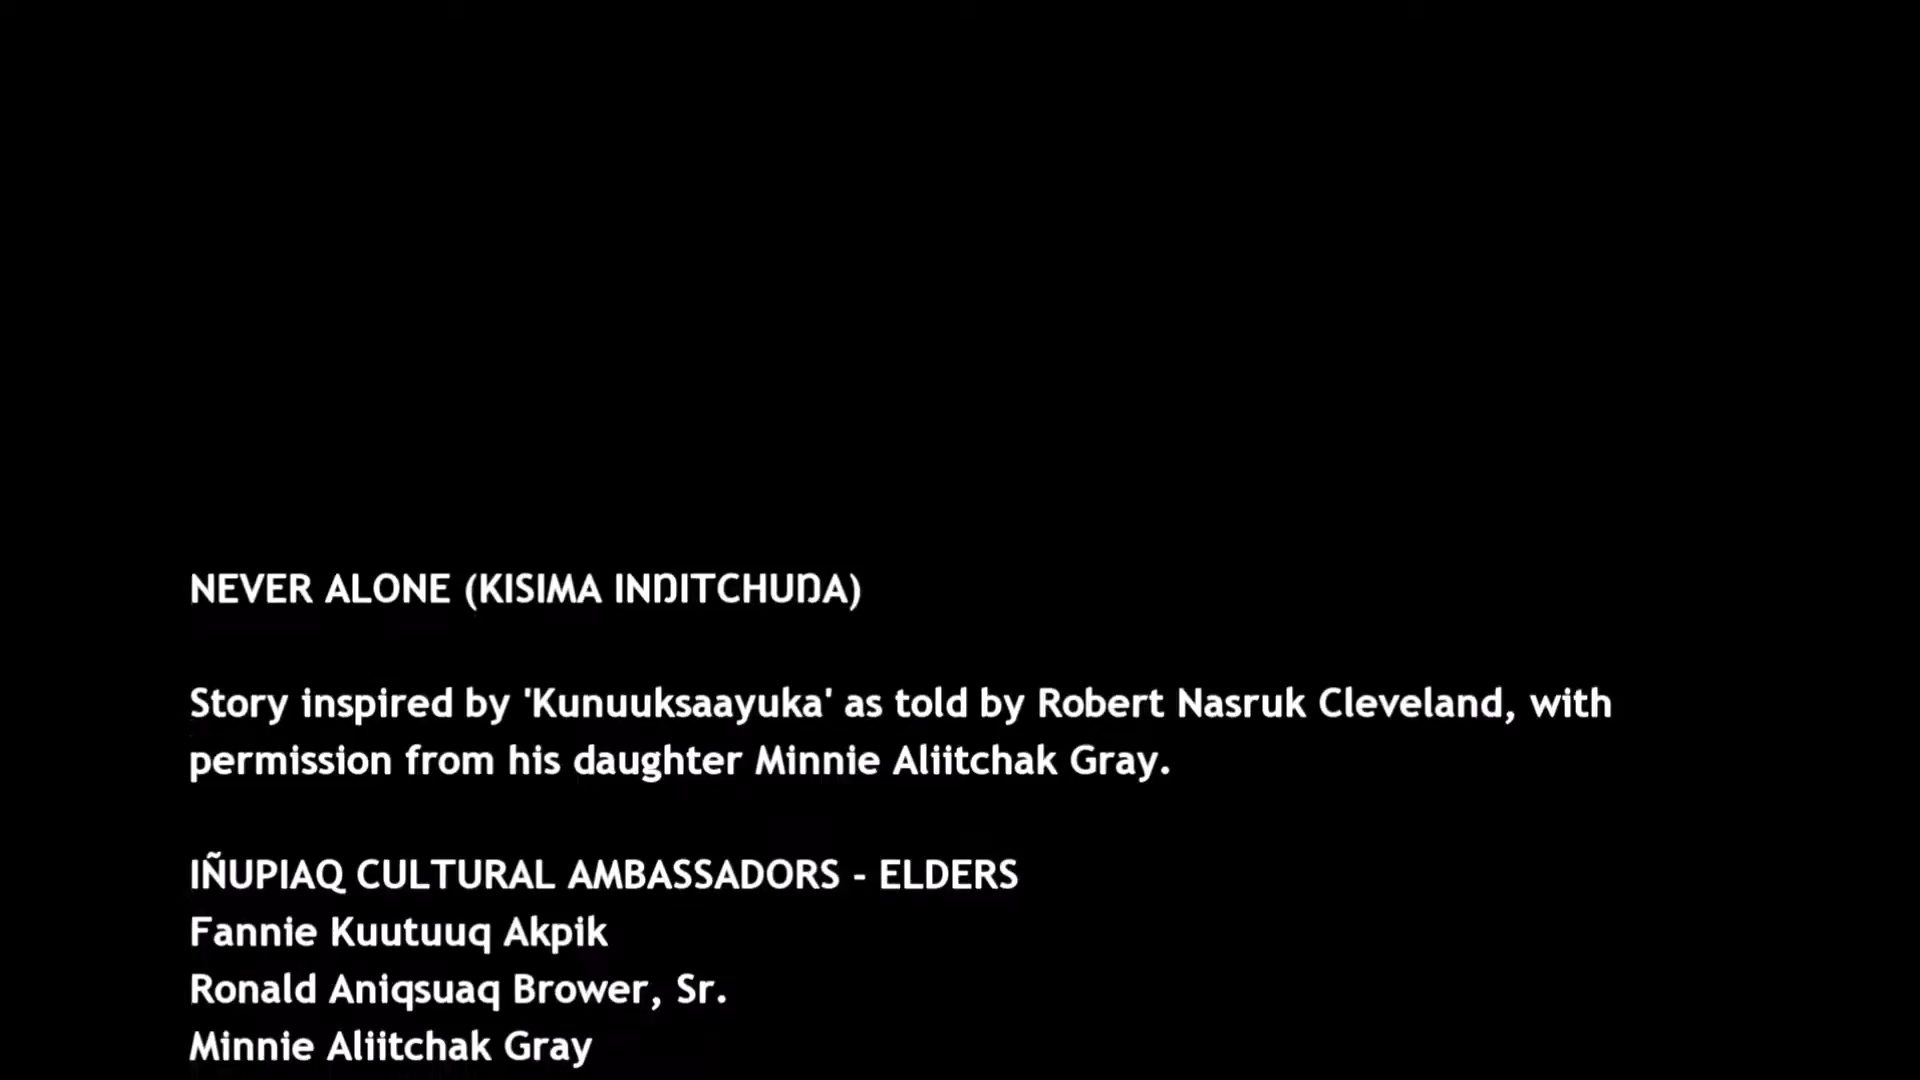 NEVER ALONE (KISIMA INŊITCHUŊA)
Story inspired by 'Kunuuksaayuka' as told by Robert Nasruk Cleveland, with
permission from his daughter Minnie Aliitchak Gray.
IÑUPIAQ CULTURAL AMBASSADORS - ELDERS
Fannie Kuutuuq Akpik
Ronald Aniqsuaq Brower, Sr.
Minnie Aliitchak Gray